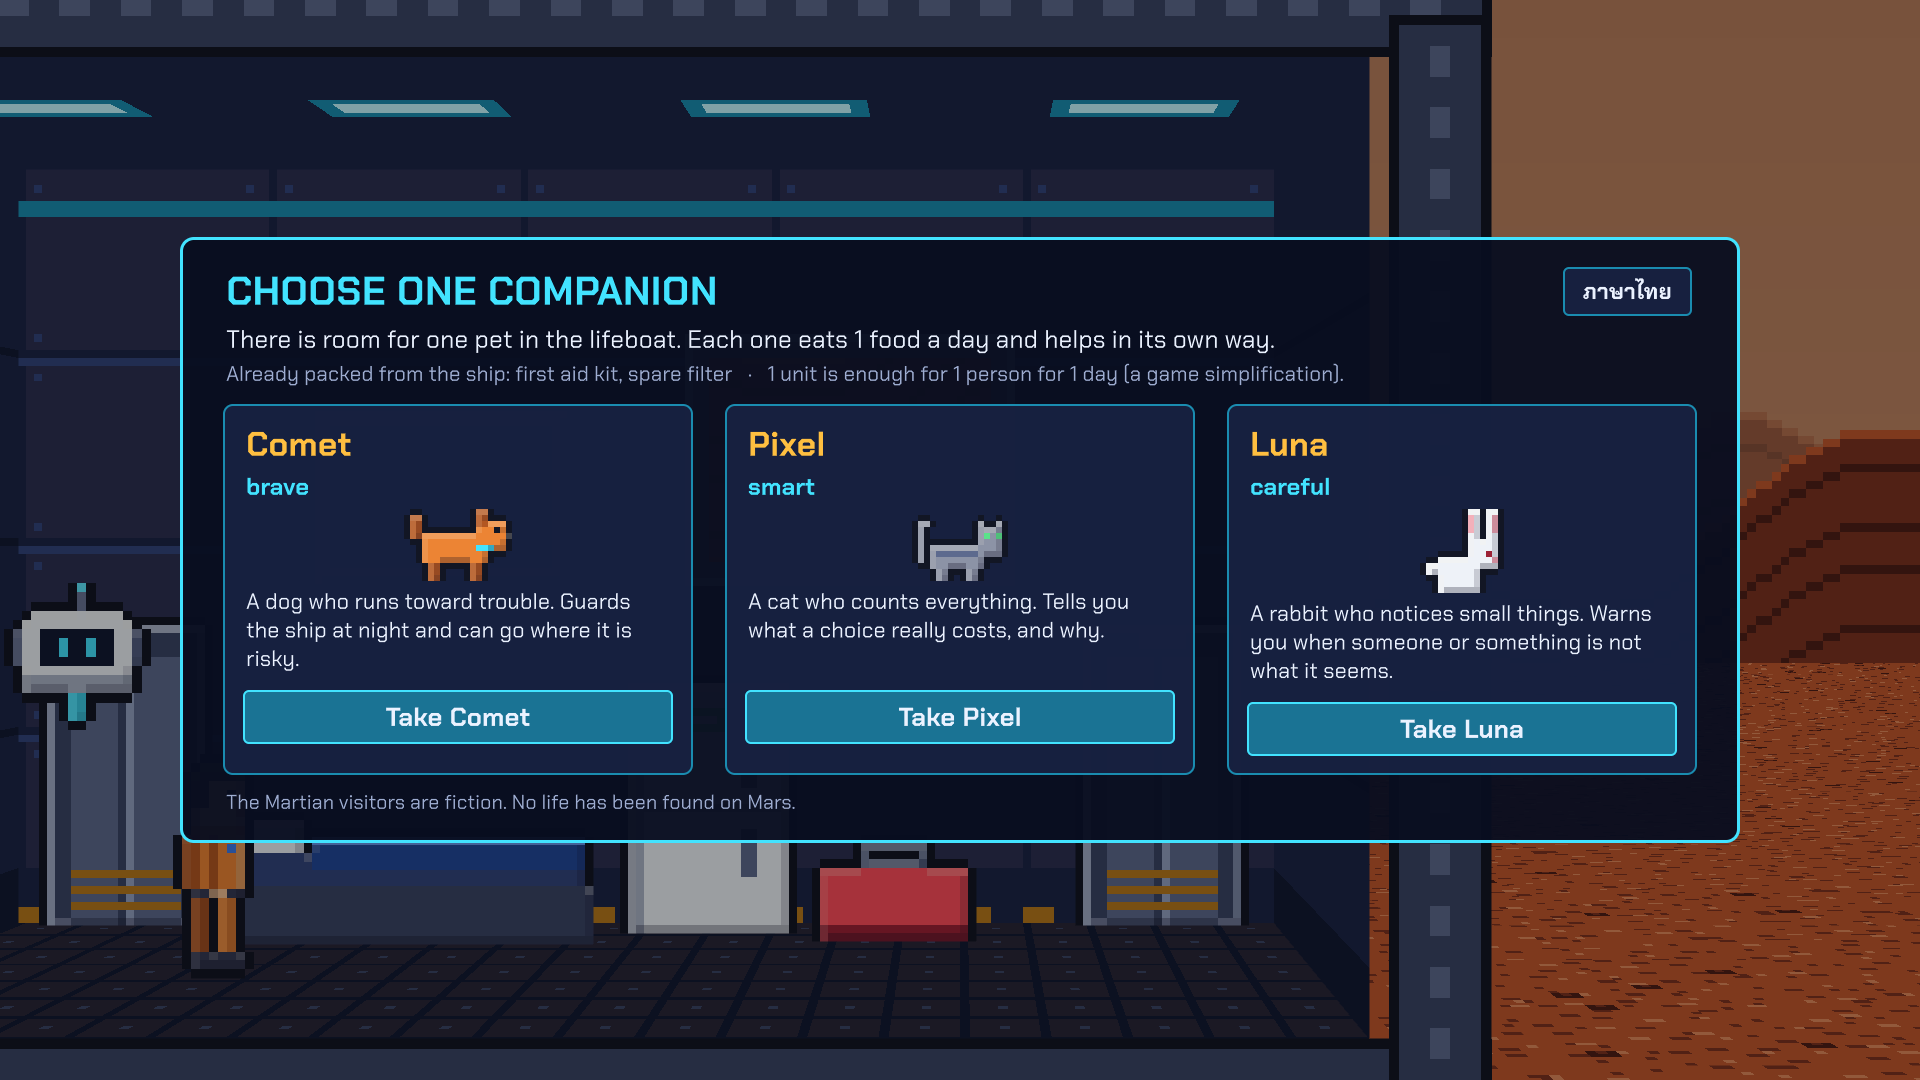 CHOOSE ONE COMPANION
ภาษาไทย
There is room for one pet in the lifeboat. Each one eats 1 food a day and helps in its own way.
Already packed from the ship: first aid kit, spare filter · 1 unit is enough for 1 person for 1 day (a game simplification).
Comet
brave
A dog who runs toward trouble. Guards
the ship at night and can go where it is
risky.
Take Comet
Pixel
smart
A cat who counts everything. Tells you
what a choice really costs, and why.
Take Pixel
Luna
careful
A rabbit who notices small things. Warns
you when someone or something is not
what it seems.
Take Luna
The Martian visitors are fiction. No life has been found on Mars.